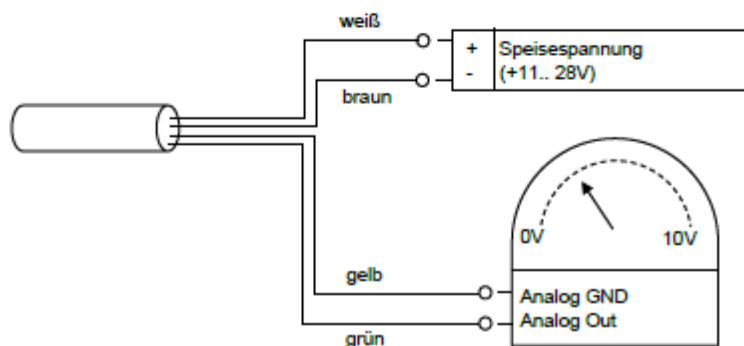 weiß
+ Speisespannung
- (+11.. 28V)
braun
0V 10V
gelb
Analog GND
Analog Out
grün